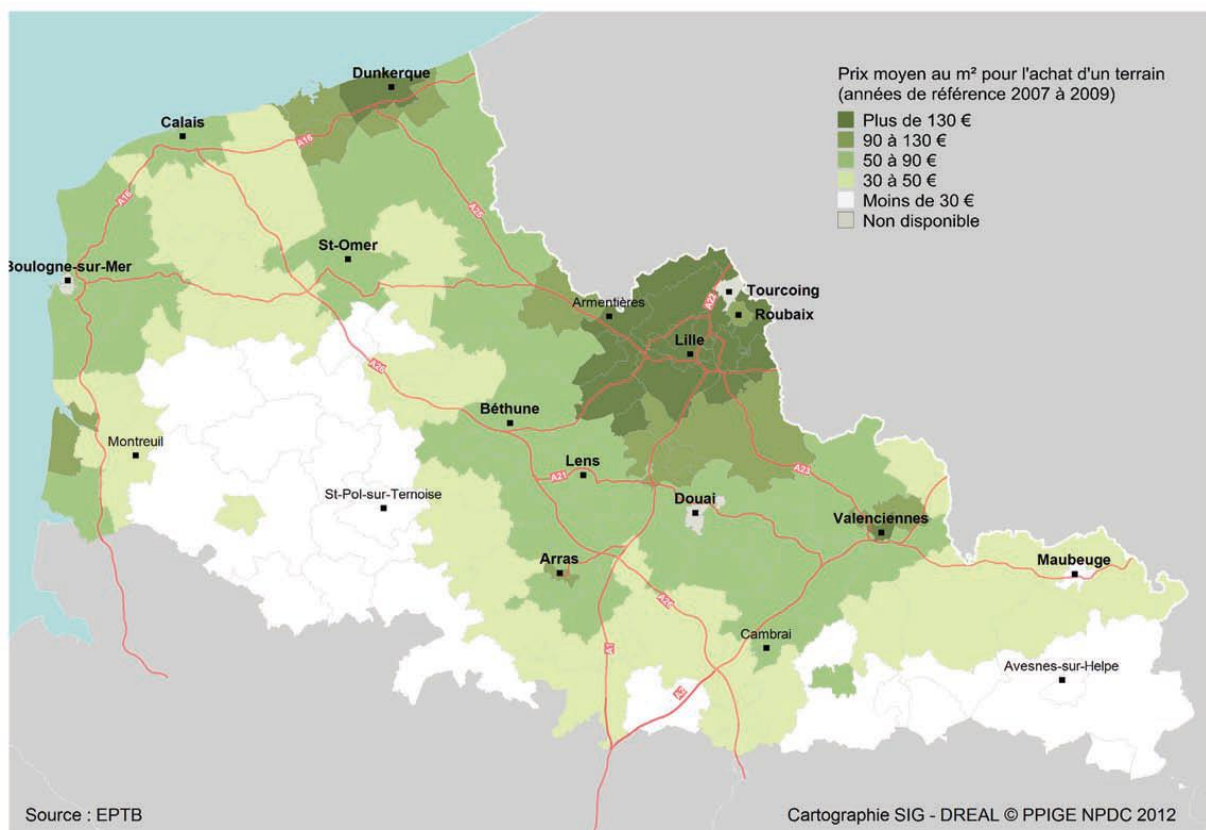 Dunkerque
Calais
A16
A16
A25
St-Omer
Boulogne-sur-Mer
Armentières
Tourcoing
A22
Roubaix
Lille
A26
Béthune
Montreuil
Lens
A21
A23
St-Pol-sur-Ternoise
Douai
Valenciennes
Arras
Maubeuge
A26
Cambrai
A1
A2
Avesnes-sur-Helpe
Prix moyen au m² pour l'achat d'un terrain
(années de référence 2007 à 2009)
Plus de 130 €
90 à 130 €
50 à 90 €
30 à 50 €
Moins de 30 €
Non disponible
Source : EPTB
Cartographie SIG - DREAL © PPIGE NPDC 2012